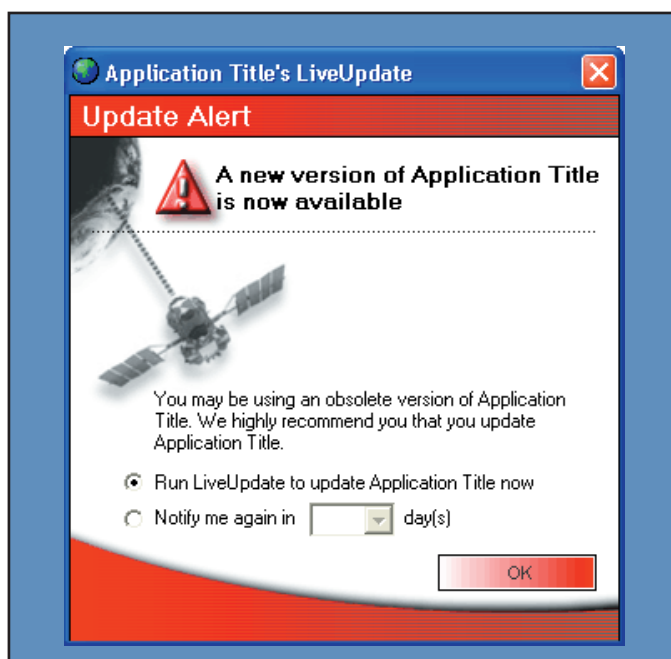 Application Title's LiveUpdate
Update Alert
A new version of Application Title
is now available
You may be using an obsolete version of Application
Title. We highly recommend you that you update
Application Title.
Run LiveUpdate to update Application Title now
Notify me again in day(s)
OK